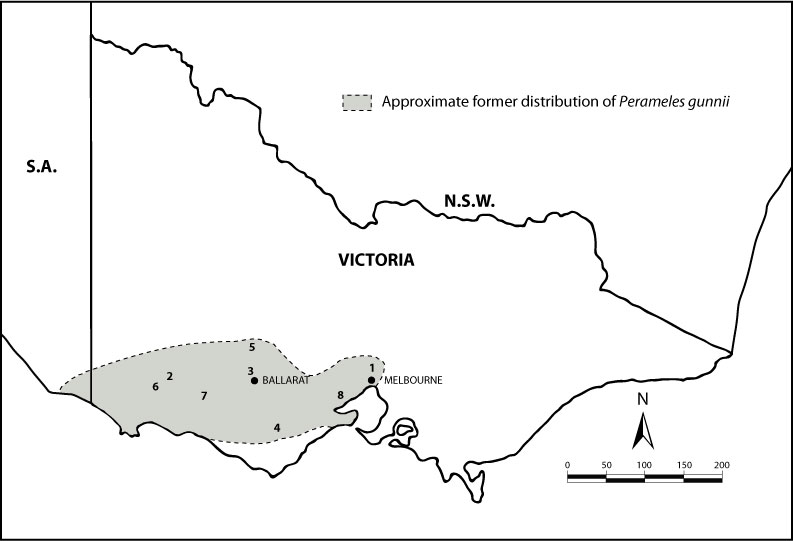 Approximate former distribution of Perameles gunnii
S.A.
N.S.W.
VICTORIA
5
1
3
2
BALLARAT
MELBOURNE
6
7
8
N
4
0 50 100 150 200